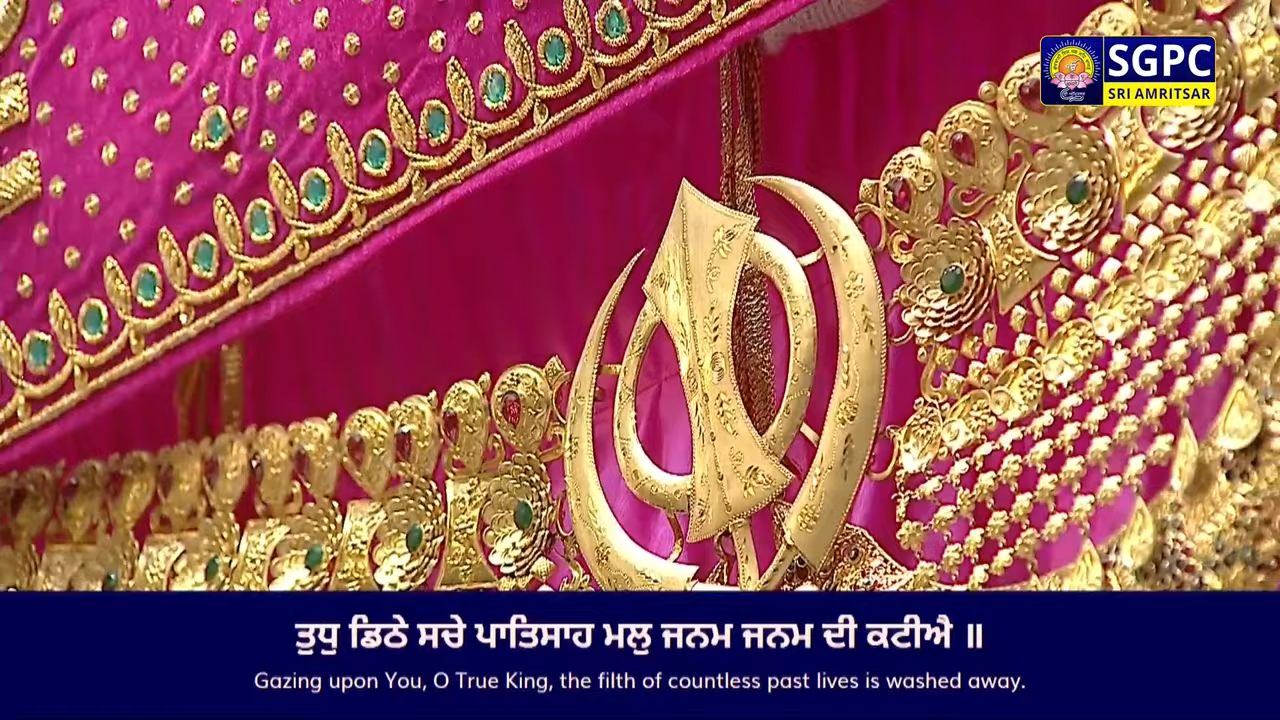 SGPC
SRI AMRITSAR
ਤੁਧੁ ਡਿਠੇ ਸਚੇ ਪਾਤਿਸਾਹ ਮਲੁ ਜਨਮ ਜਨਮ ਦੀ ਕਟੀਐ ॥
Gazing upon You, O True King, the filth of countless past lives is washed away.